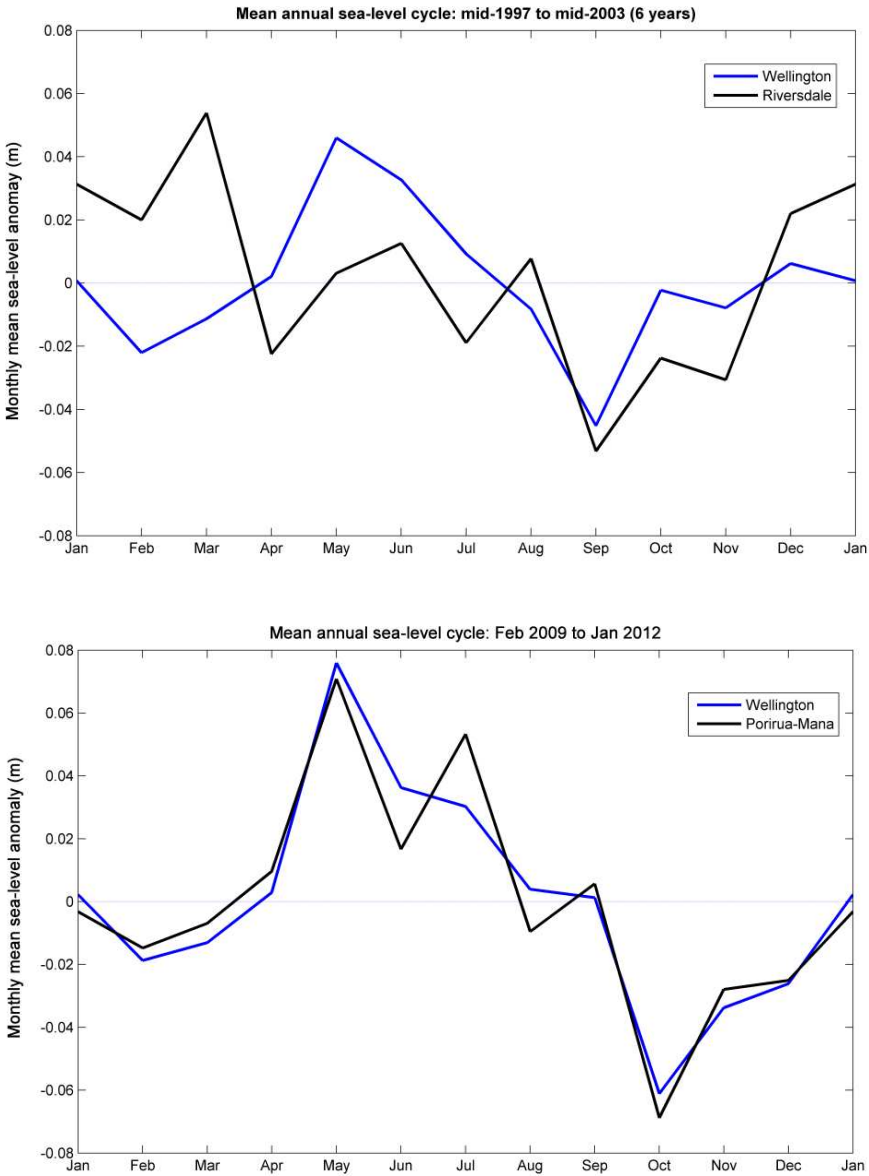 Mean annual sea-level cycle: mid-1997 to mid-2003 (6 years)
0.08
0.06
0.04
0.02
0
-0.02
-0.04
-0.06
-0.08
Monthly mean sea-level anomay (m)
Wellington
Riversdale
Jan Feb Mar Apr May Jun Jul Aug Sep Oct Nov Dec Jan
Mean annual sea-level cycle: Feb 2009 to Jan 2012
0.08
0.06
0.04
0.02
0
-0.02
-0.04
-0.06
-0.08
Monthly mean sea-level anomaly (m)
Wellington
Porirua-Mana
Jan Feb Mar Apr May Jun Jul Aug Sep Oct Nov Dec Jan